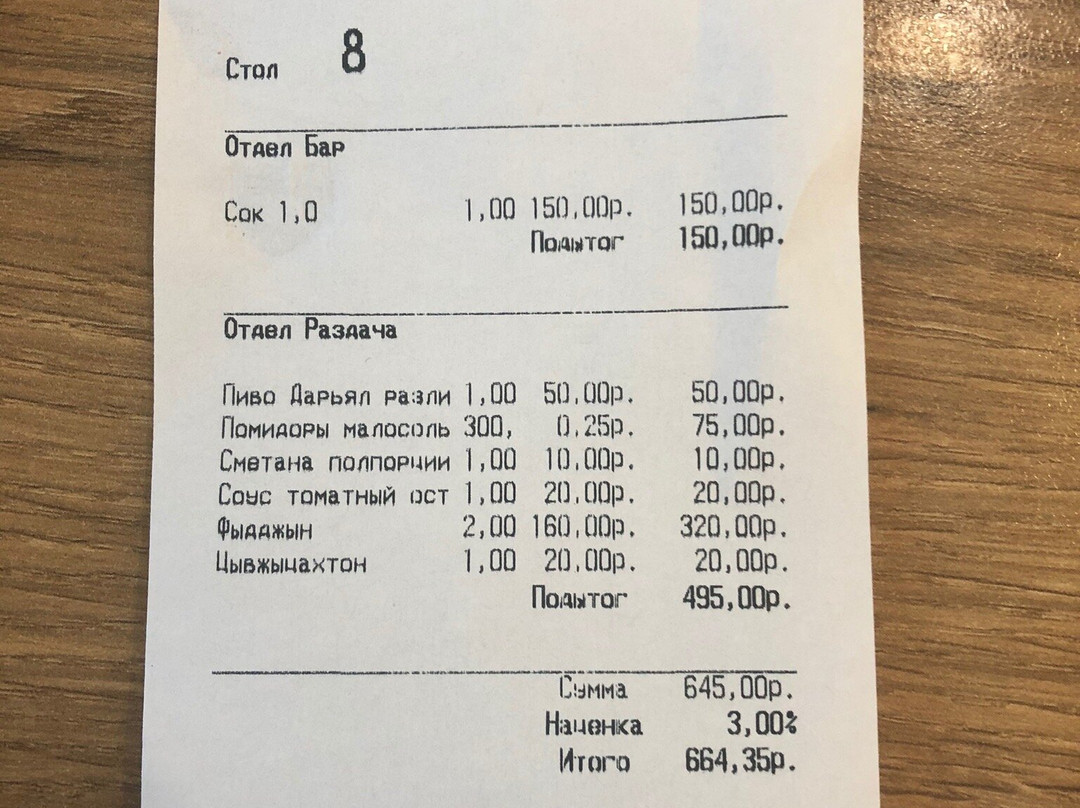 Стол 8
Отдел Бар
Сок 1,0 1,00 150,00р. 150,00р.
Подытог 150,00р.
Отдел Раздача
Пиво Дарьял разли 1,00 50,00р. 50,00р.
Помидоры малосоль 300, 0,25р. 75,00р.
Сметана полпорции 1,00 10,00р. 10,00р.
Соус томатный ост 1,00 20,00р. 20,00р.
Фыдджын 2,00 160,00р. 320,00р.
Цывжыцахтон 1,00 20,00р. 20,00р.
Подытог 495,00р.
Сумма 645,00р.
Наценка 3,00%
Итого 664,35р.